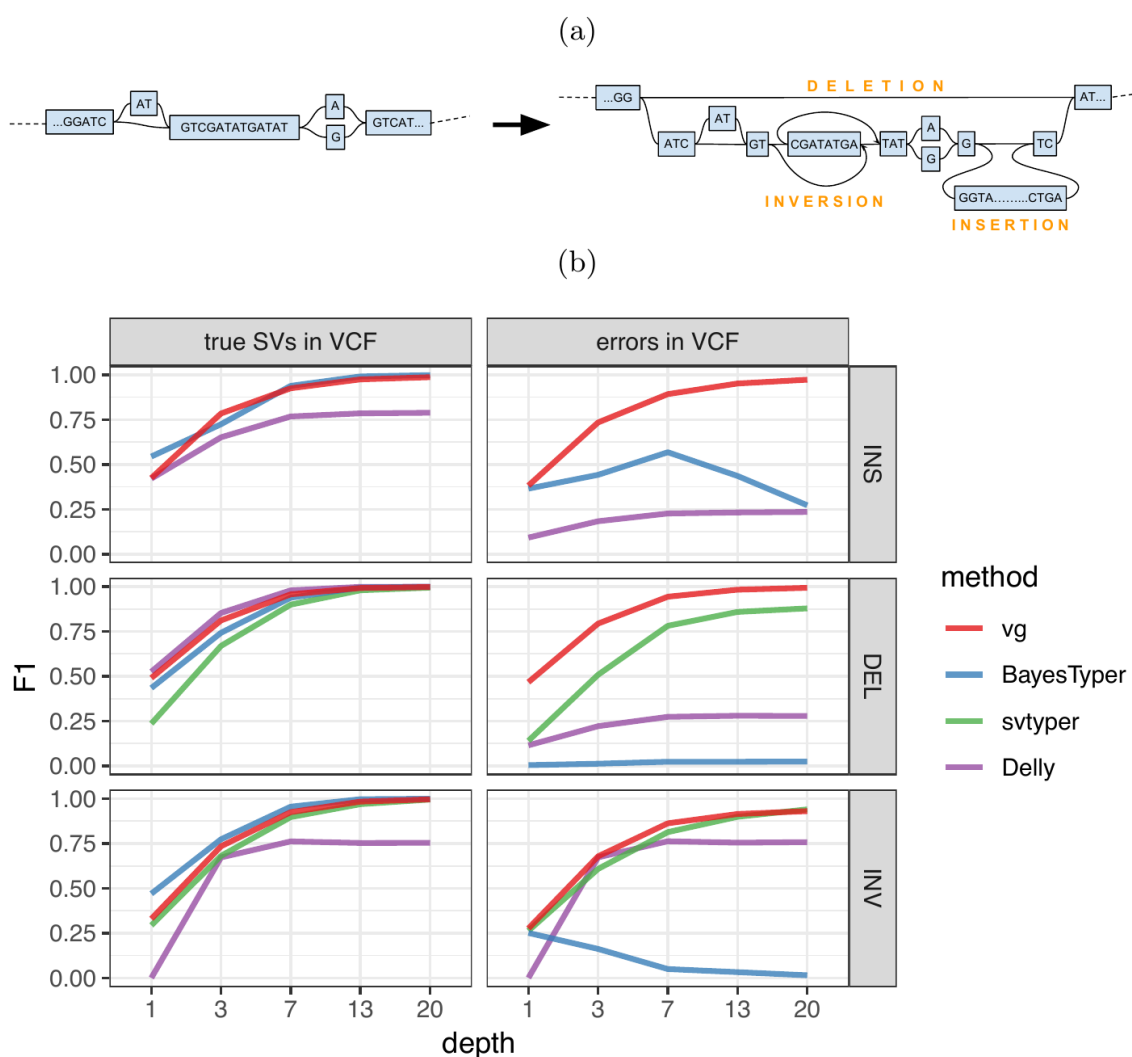 (a)
...GGATC AT GTCGATATGATAT A G GTCAT...
...GG DELETION AT...
ATC AT GT CGATATGA TAT A G G TC
INVERSION GGTA.........CTGA
INSERTION
(b)
true SVs in VCF errors in VCF
1.00
0.75
0.50
0.25
0.00
INS
1.00
0.75
0.50
0.25
0.00
DEL
1.00
0.75
0.50
0.25
0.00
INV
F1
1 3 7 13 20 1 3 7 13 20
depth
method
vg
BayesTyper
svtyper
Delly